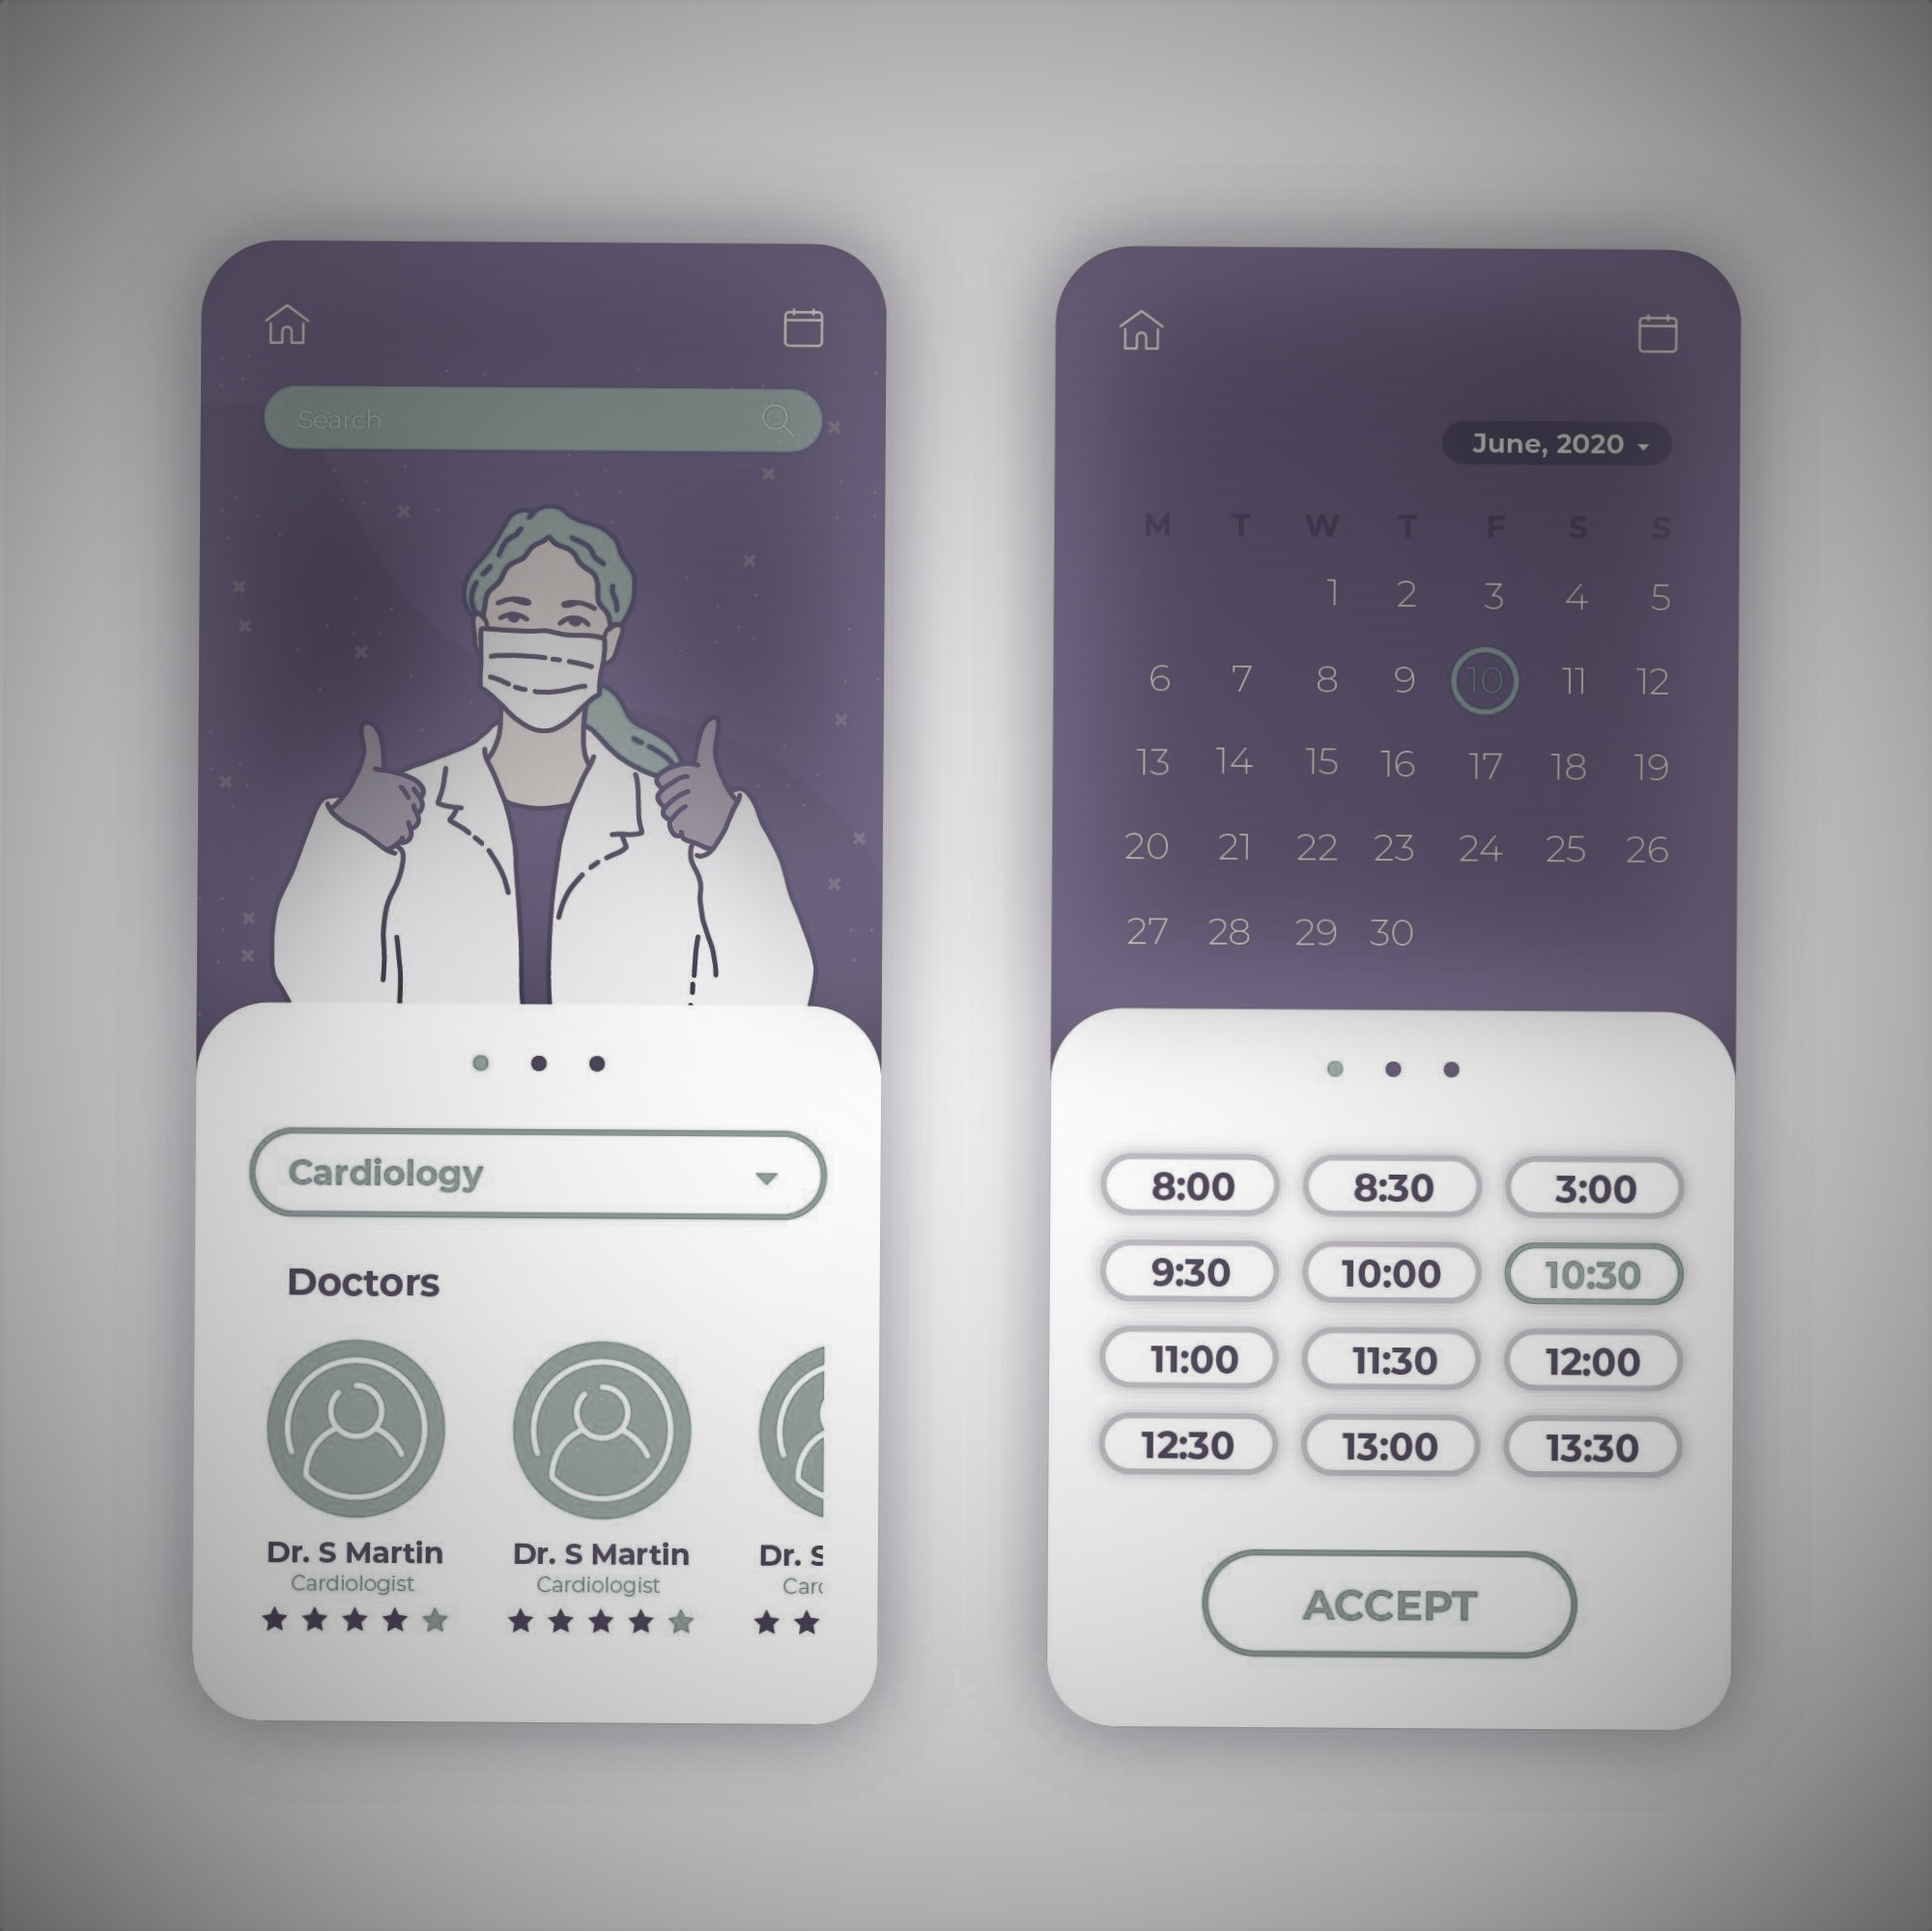 Search
Cardiology
Doctors
Dr. S Martin Dr. S Martin Dr. S
Cardiologist Cardiologist Card
June, 2020
M T W T F S S
1 2 3 4 5
6 7 8 9 10 11 12
13 14 15 16 17 18 19
20 21 22 23 24 25 26
27 28 29 30
8:00 8:30 3:00
9:30 10:00 10:30
11:00 11:30 12:00
12:30 13:00 13:30
ACCEPT